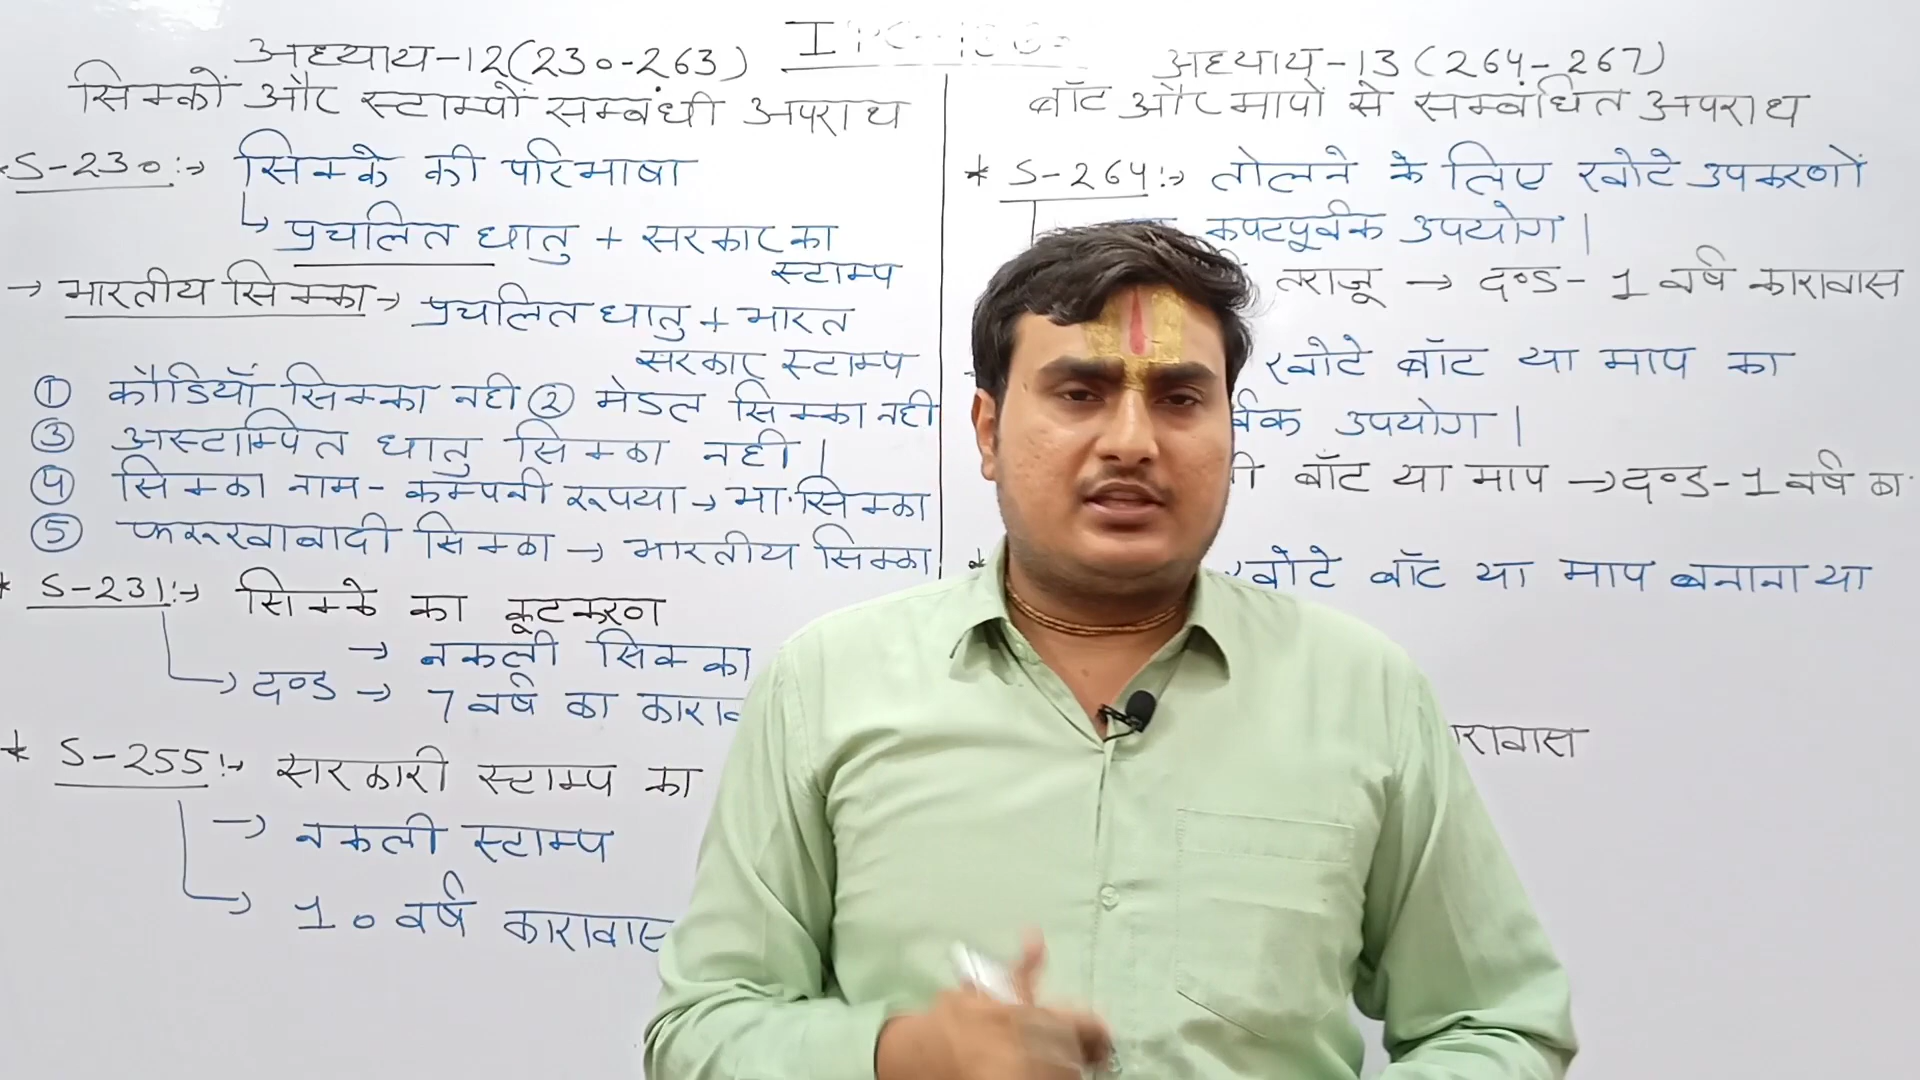 अध्याय-12(230-263)
सिक्कों और स्टाम्पों सम्बंधी अपराध
S-230:→ सिक्के की परिभाषा
↳ प्रचलित धातु + सरकार का
स्टाम्प
→ भारतीय सिक्का → प्रचलित धातु + भारत
सरकार स्टाम्प
① कौडियाँ सिक्का नही ② मेडल सिक्का नही
③ अस्टाम्पित धातु सिक्का नही।
④ सिक्का नाम - कम्पनी रूपया → भा.सिक्का
⑤ फरूखावादी सिक्का → भारतीय सिक्का
* S-231:→ सिक्के का कूटकरण
→ नकली सिक्का
→ दण्ड → 7 वर्ष का
* S-255:→ सरकारी स्टाम्प का
→ नकली स्टाम्प
→ 10 वर्ष कारावास
अध्याय-13 (264-267)
बॉट और मापो से सम्बंधित अपराध
* S-264:→ तोलने के लिए खोटे उपकरणों
कपटपूर्वक उपयोग।
तराजू → दण्ड - 1 वर्ष कारावास
खोटे बॉट या माप का
उपयोग।
बॉट या माप → दण्ड - 1 वर्ष का
खोटे बॉट या माप बनाना या